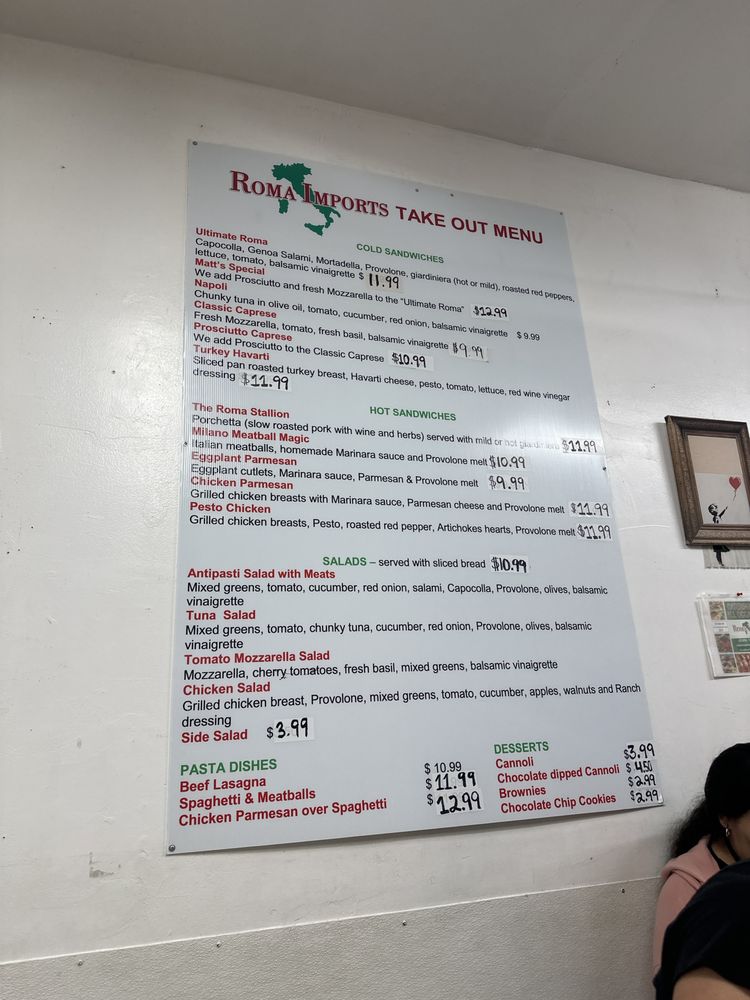 ROMA IMPORTS TAKE OUT MENU
COLD SANDWICHES
Ultimate Roma
Capocolla, Genoa Salami, Mortadella, Provolone, giardiniera (hot or mild), roasted red peppers,
lettuce, tomato, balsamic vinaigrette $ 11.99
Matt's Special
We add Prosciutto and fresh Mozzarella to the "Ultimate Roma" $12.99
Napoli
Chunky tuna in olive oil, tomato, cucumber, red onion, balsamic vinaigrette $ 9.99
Classic Caprese
Fresh Mozzarella, tomato, fresh basil, balsamic vinaigrette $9.99
Prosciutto Caprese
We add Prosciutto to the Classic Caprese $10.99
Turkey Havarti
Sliced pan roasted turkey breast, Havarti cheese, pesto, tomato, lettuce, red wine vinegar
dressing $11.99
HOT SANDWICHES
The Roma Stallion
Porchetta (slow roasted pork with wine and herbs) served with mild or hot giardiniera $11.99
Milano Meatball Magic
Italian meatballs, homemade Marinara sauce and Provolone melt $10.99
Eggplant Parmesan
Eggplant cutlets, Marinara sauce, Parmesan & Provolone melt $9.99
Chicken Parmesan
Grilled chicken breasts with Marinara sauce, Parmesan cheese and Provolone melt $11.99
Pesto Chicken
Grilled chicken breasts, Pesto, roasted red pepper, Artichokes hearts, Provolone melt $11.99
SALADS – served with sliced bread $10.99
Antipasti Salad with Meats
Mixed greens, tomato, cucumber, red onion, salami, Capocolla, Provolone, olives, balsamic
vinaigrette
Tuna Salad
Mixed greens, tomato, chunky tuna, cucumber, red onion, Provolone, olives, balsamic
vinaigrette
Tomato Mozzarella Salad
Mozzarella, cherry tomatoes, fresh basil, mixed greens, balsamic vinaigrette
Chicken Salad
Grilled chicken breast, Provolone, mixed greens, tomato, cucumber, apples, walnuts and Ranch
dressing
Side Salad $3.99
PASTA DISHES
Beef Lasagna $ 10.99
Spaghetti & Meatballs $ 11.99
Chicken Parmesan over Spaghetti $ 12.99
DESSERTS
Cannoli $3.99
Chocolate dipped Cannoli $ 4.50
Brownies $2.99
Chocolate Chip Cookies $2.99